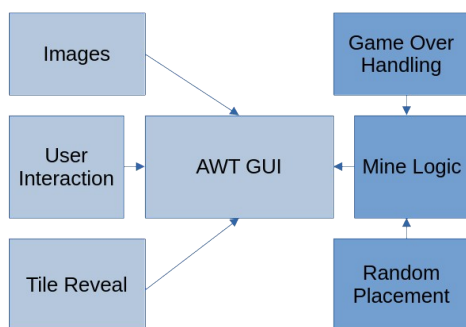 Images
Game Over
Handling
User
Interaction
AWT GUI
Mine Logic
Tile Reveal
Random
Placement